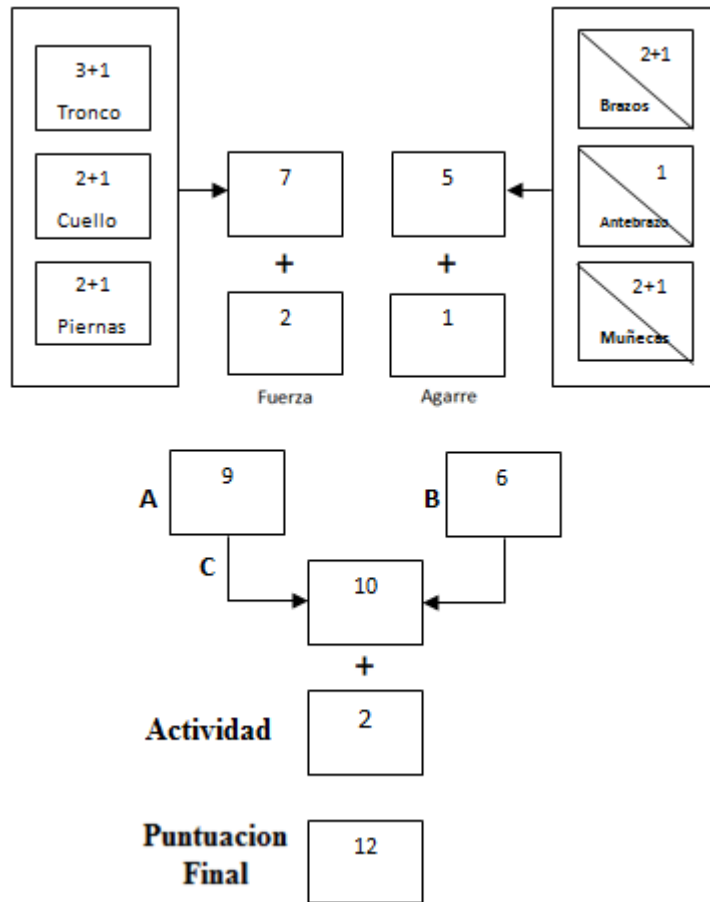 3+1
Tronco
2+1
Cuello
2+1
Piernas
7
+
2
Fuerza
5
+
1
Agarre
2+1
Brazos
1
Antebrazo
2+1
Muñecas
A
9
B
6
C
10
+
Actividad
2
Puntuacion
Final
12